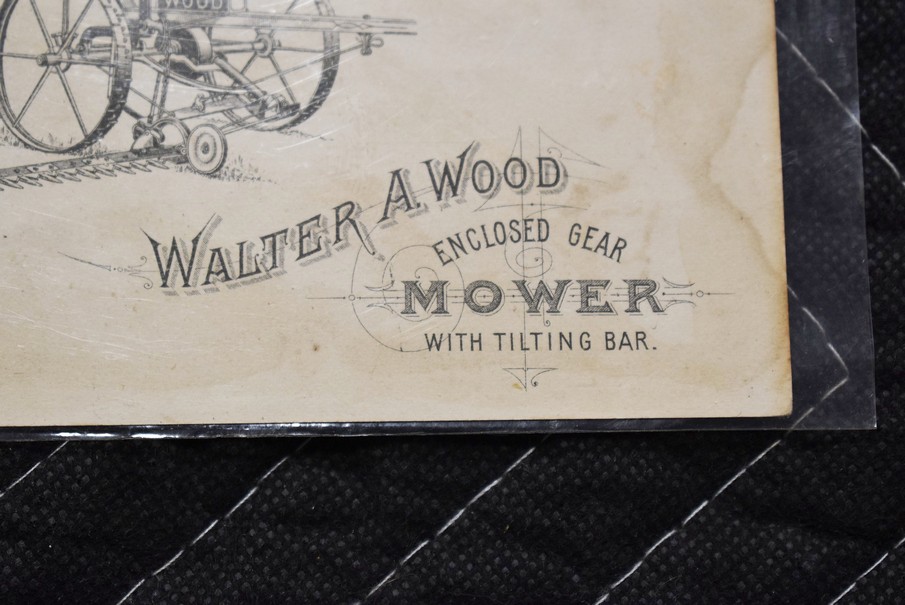 WOOD
WALTER A. WOOD
ENCLOSED GEAR
MOWER
WITH TILTING BAR.